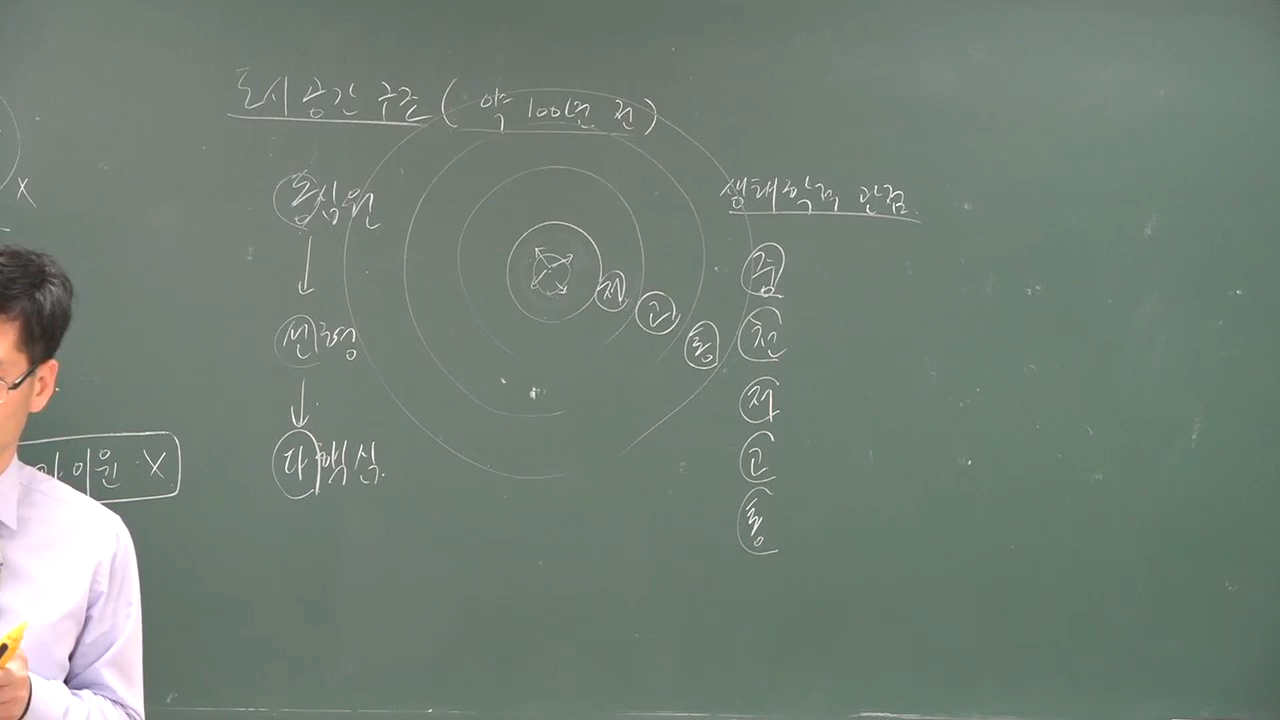 도시공간구조 ( 약 100년 전 )
동심원
↓
선형
↓
다핵심.
저
고
통
생태학적 관점.
중
천
저
고
통
이원 X
X